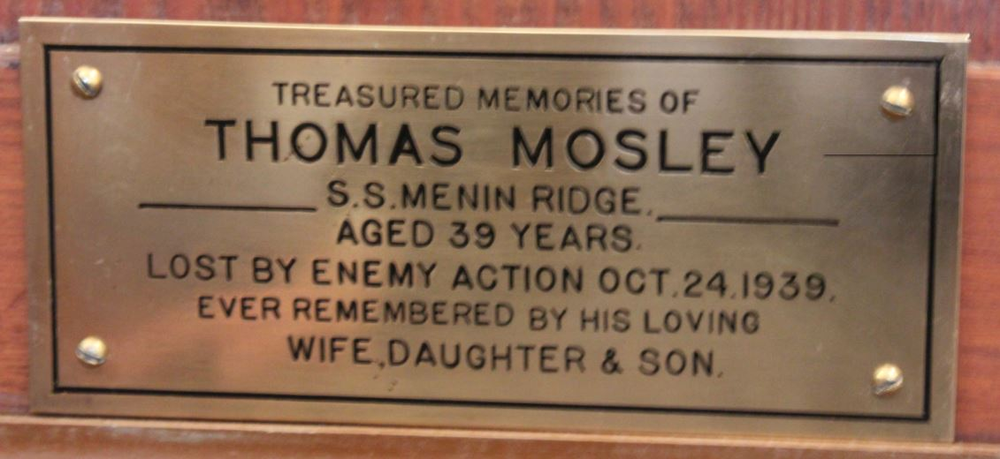 TREASURED MEMORIES OF
THOMAS MOSLEY
S.S.MENIN RIDGE.
AGED 39 YEARS.
LOST BY ENEMY ACTION OCT.24.1939.
EVER REMEMBERED BY HIS LOVING
WIFE, DAUGHTER & SON.